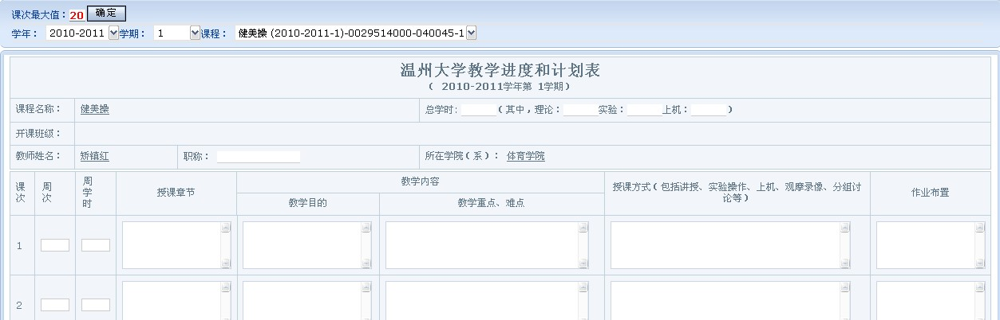 课次最大值：20 确定
学年： 2010-2011 学期： 1 课程： 健美操 (2010-2011-1)-0029514000-040045-1
温州大学教学进度和计划表
（ 2010-2011学年第 1学期）
课程名称： 健美操 总学时: （其中，理论： 实验： 上机： ）
开课班级：
教师姓名： 矫镇红 职称： 所在学院（系）： 体育学院
课次 周次 周学时 授课章节 教学内容 授课方式（包括讲授、实验操作、上机、观摩录像、分组讨论等） 作业布置
教学目的 教学重点、难点
1
2